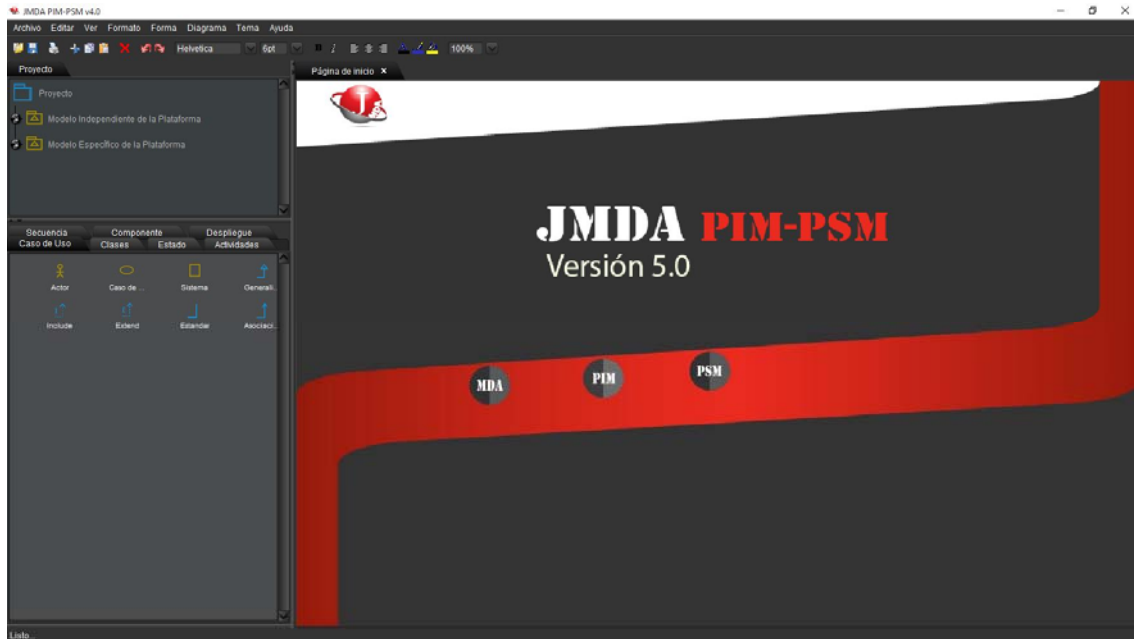 JMDA PIM-PSM v4.0
Archivo Editar Ver Formato Forma Diagrama Tema Ayuda
Helvetica 6pt N I 100%
Proyecto
Proyecto
Modelo Independiente de la Plataforma
Modelo Específico de la Plataforma
Secuencia Componente Despliegue
Caso de Uso Clases Estado Actividades
Actor Caso de ... Sistema Generali..
Include Extend Estandar Asociaci..
Página de inicio X
J
JMDA PIM-PSM
Versión 5.0
MDA PIM PSM
Listo...